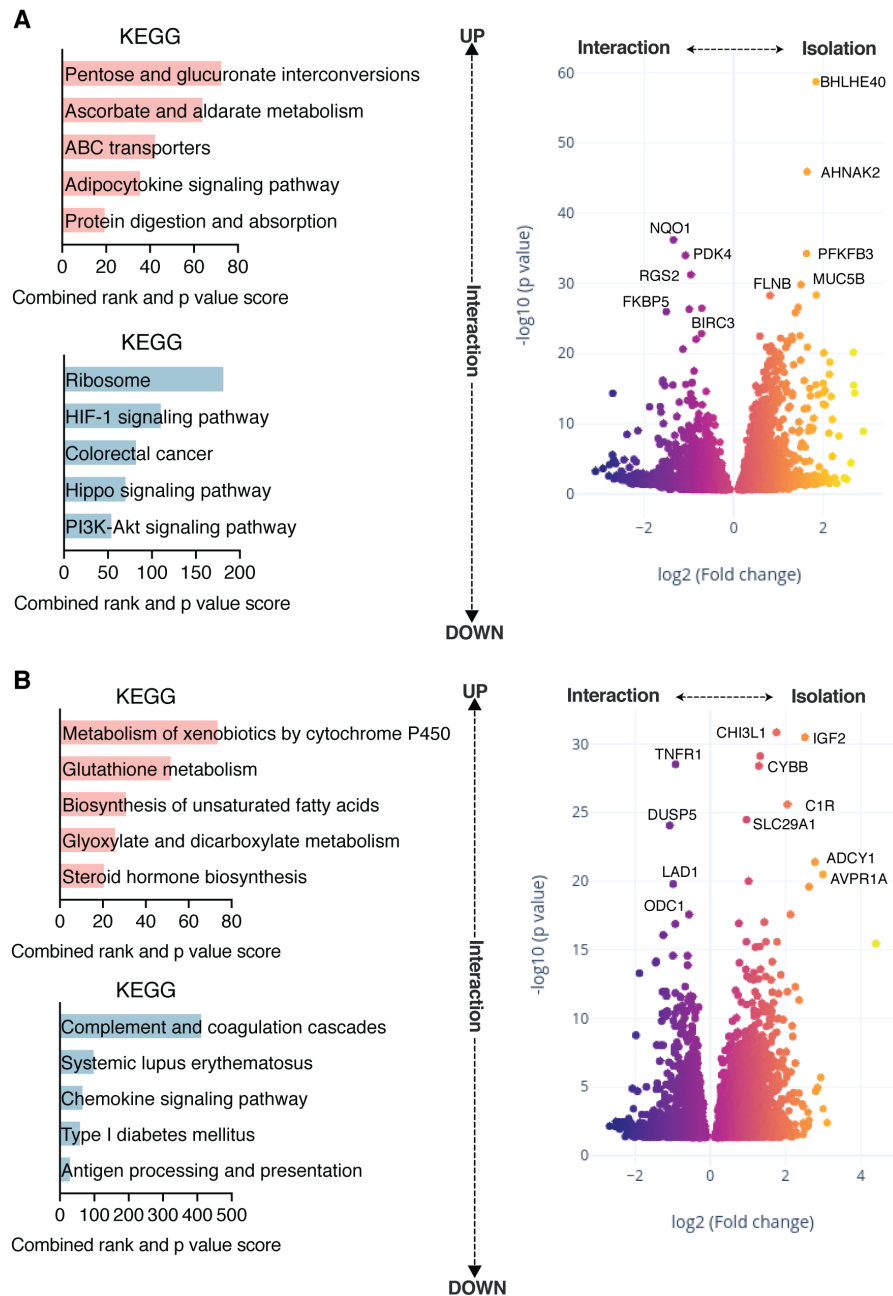 A
KEGG
Pentose and glucuronate interconversions
Ascorbate and aldarate metabolism
ABC transporters
Adipocytokine signaling pathway
Protein digestion and absorption
0 20 40 60 80
Combined rank and p value score
KEGG
Ribosome
HIF-1 signaling pathway
Colorectal cancer
Hippo signaling pathway
PI3K-Akt signaling pathway
0 50 100 150 200
Combined rank and p value score
UP
Interaction
DOWN
Interaction Isolation
60
50
40
30
20
10
0
-log10 (p value)
BHLHE40
AHNAK2
NQO1
PDK4
PFKFB3
RGS2
FLNB
MUC5B
FKBP5
BIRC3
−2 0 2
log2 (Fold change)
B
KEGG
Metabolism of xenobiotics by cytochrome P450
Glutathione metabolism
Biosynthesis of unsaturated fatty acids
Glyoxylate and dicarboxylate metabolism
Steroid hormone biosynthesis
0 20 40 60 80
Combined rank and p value score
KEGG
Complement and coagulation cascades
Systemic lupus erythematosus
Chemokine signaling pathway
Type I diabetes mellitus
Antigen processing and presentation
0 100 200 300 400 500
Combined rank and p value score
UP
Interaction
DOWN
Interaction Isolation
30
25
20
15
10
5
0
-log10 (p value)
CHI3L1
IGF2
TNFR1
CYBB
C1R
DUSP5
SLC29A1
ADCY1
LAD1
AVPR1A
ODC1
−2 0 2 4
log2 (Fold change)